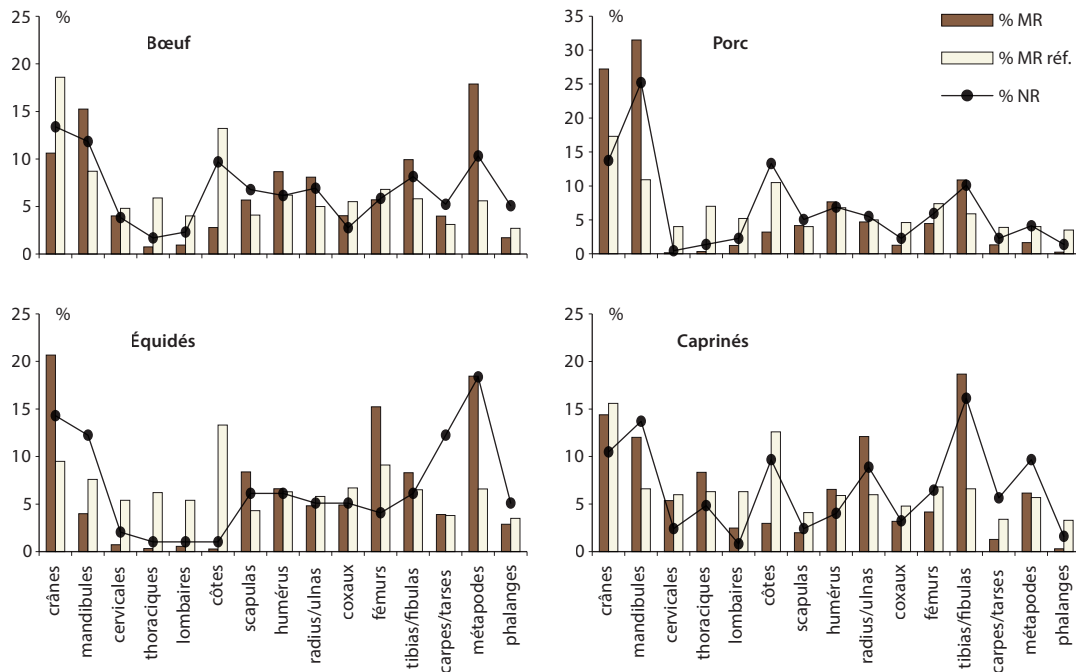 %
Bœuf
25
20
15
10
5
0
%
Porc
35
30
25
20
15
10
5
0
% MR
% MR réf.
% NR
%
Équidés
25
20
15
10
5
0
crânes
mandibules
cervicales
thoraciques
lombaires
côtes
scapulas
humérus
radius/ulnas
coxaux
fémurs
tibias/fibulas
carpes/tarses
métapodes
phalanges
%
Caprinés
25
20
15
10
5
0
crânes
mandibules
cervicales
thoraciques
lombaires
côtes
scapulas
humérus
radius/ulnas
coxaux
fémurs
tibias/fibulas
carpes/tarses
métapodes
phalanges